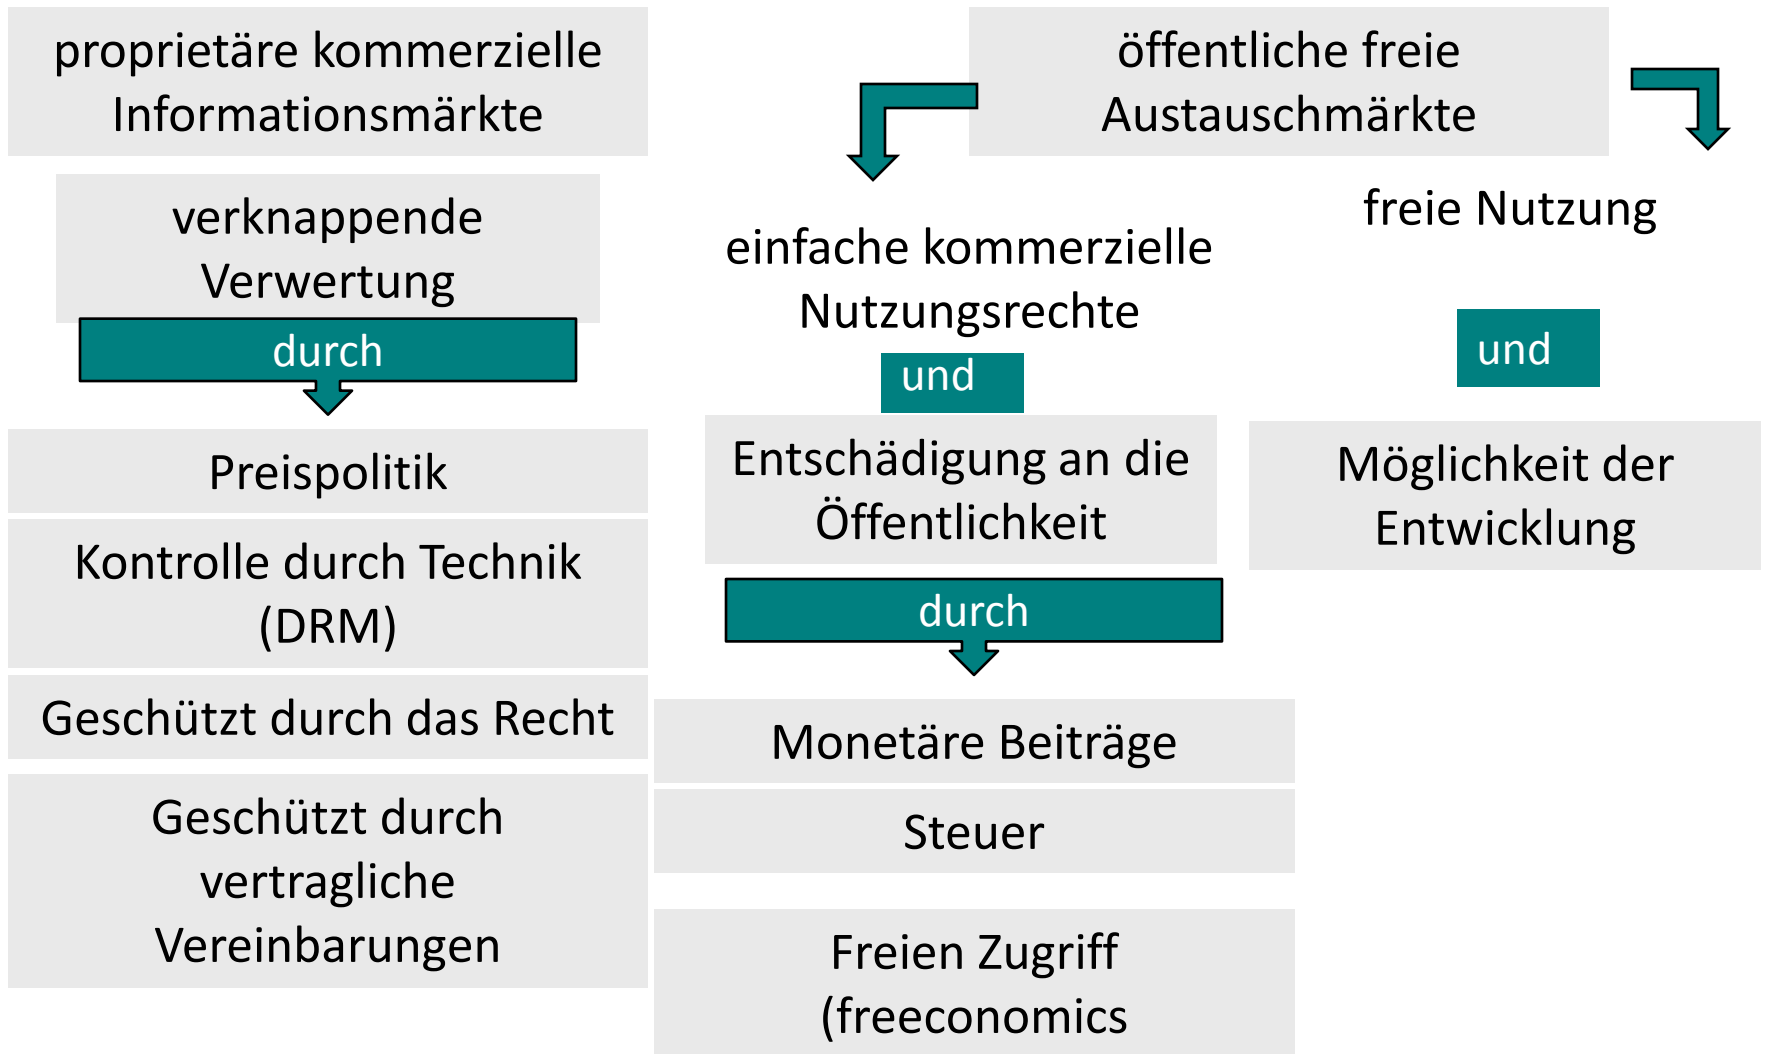 proprietäre kommerzielle
Informationsmärkte
verknappende
Verwertung
durch
Preispolitik
Kontrolle durch Technik
(DRM)
Geschützt durch das Recht
Geschützt durch
vertragliche
Vereinbarungen
öffentliche freie
Austauschmärkte
einfache kommerzielle
Nutzungsrechte
und
Entschädigung an die
Öffentlichkeit
durch
Monetäre Beiträge
Steuer
Freien Zugriff
(freeconomics
freie Nutzung
und
Möglichkeit der
Entwicklung